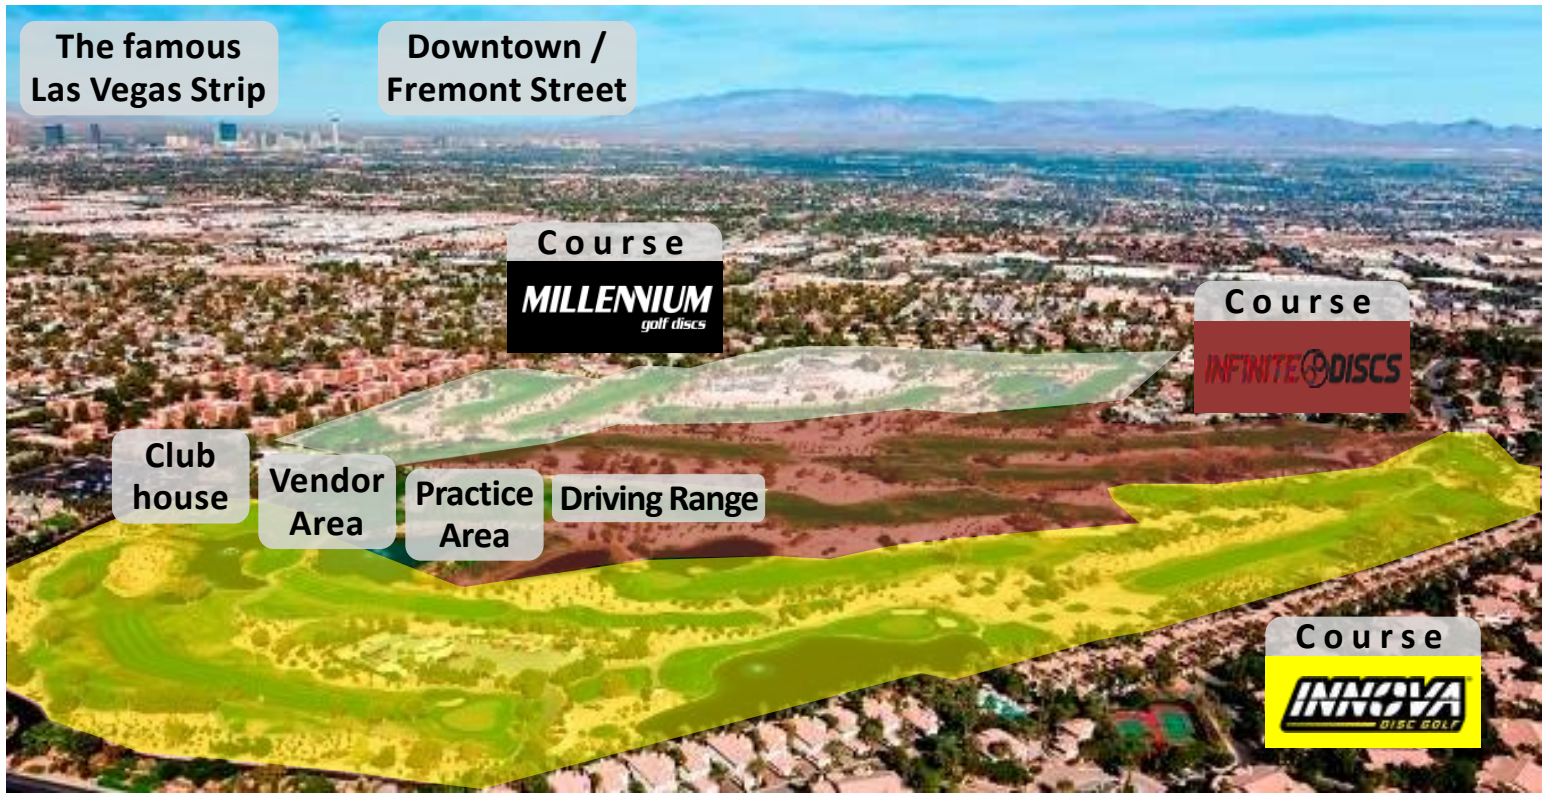 The famous
Las Vegas Strip
Downtown /
Fremont Street
Course
MILLENNIUM
golf discs
Course
INFINITE DISCS
Club
house
Vendor
Area
Practice
Area
Driving Range
Course
INNOVA
DISC GOLF